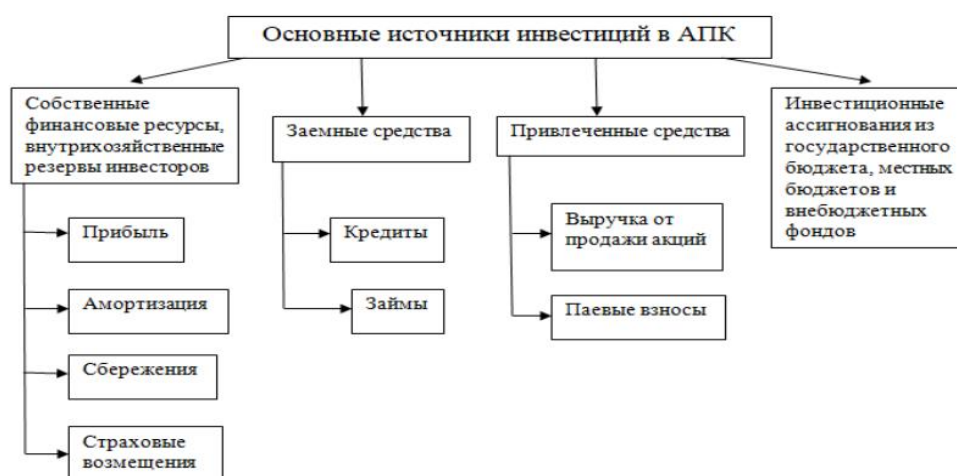 Основные источники инвестиций в АПК
Собственные
финансовые ресурсы,
внутрихозяйственные
резервы инвесторов
Прибыль
Амортизация
Сбережения
Страховые
возмещения
Заемные средства
Кредиты
Займы
Привлеченные средства
Выручка от
продажи акций
Паевые взносы
Инвестиционные
ассигнования из
государственного
бюджета, местных
бюджетов и
внебюджетных
фондов